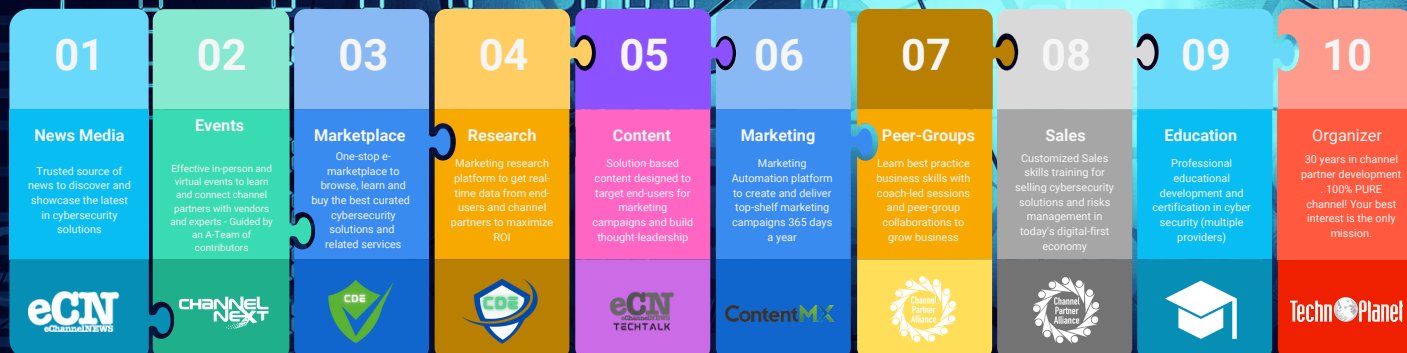 01
News Media
Trusted source of
news to discover and
showcase the latest
in cybersecurity
solutions
eCN
eChannelNEWS
02
Events
Effective in-person and
virtual events to learn
and connect channel
partners with vendors
and experts - Guided by
an A-Team of
contributors
CHANNEL
NEXT
03
Marketplace
One-stop e-
marketplace to
browse, learn and
buy the best curated
cybersecurity
solutions and
related services
CDE
04
Research
Marketing research
platform to get real-
time data from end-
users and channel
partners to maximize
ROI
CDE
05
Content
Solution-based
content designed to
target end-users for
marketing
campaigns and build
thought-leadership
eCN
eChannelNEWS
TECHTALK
06
Marketing
Marketing
Automation platform
to create and deliver
top-shelf marketing
campaigns 365 days
a year
ContentMX
07
Peer-Groups
Learn best practice
business skills with
coach-led sessions
and peer-group
collaborations to
grow business
Channel
Partner
Alliance
08
Sales
Customized Sales
skills training for
selling cybersecurity
solutions and risks
management in
today's digital-first
economy
Channel
Partner
Alliance
09
Education
Professional
educational
development and
certification in cyber
security (multiple
providers)
10
Organizer
30 years in channel
partner development
. 100% PURE
channel! Your best
interest is the only
mission.
TechnoPlanet